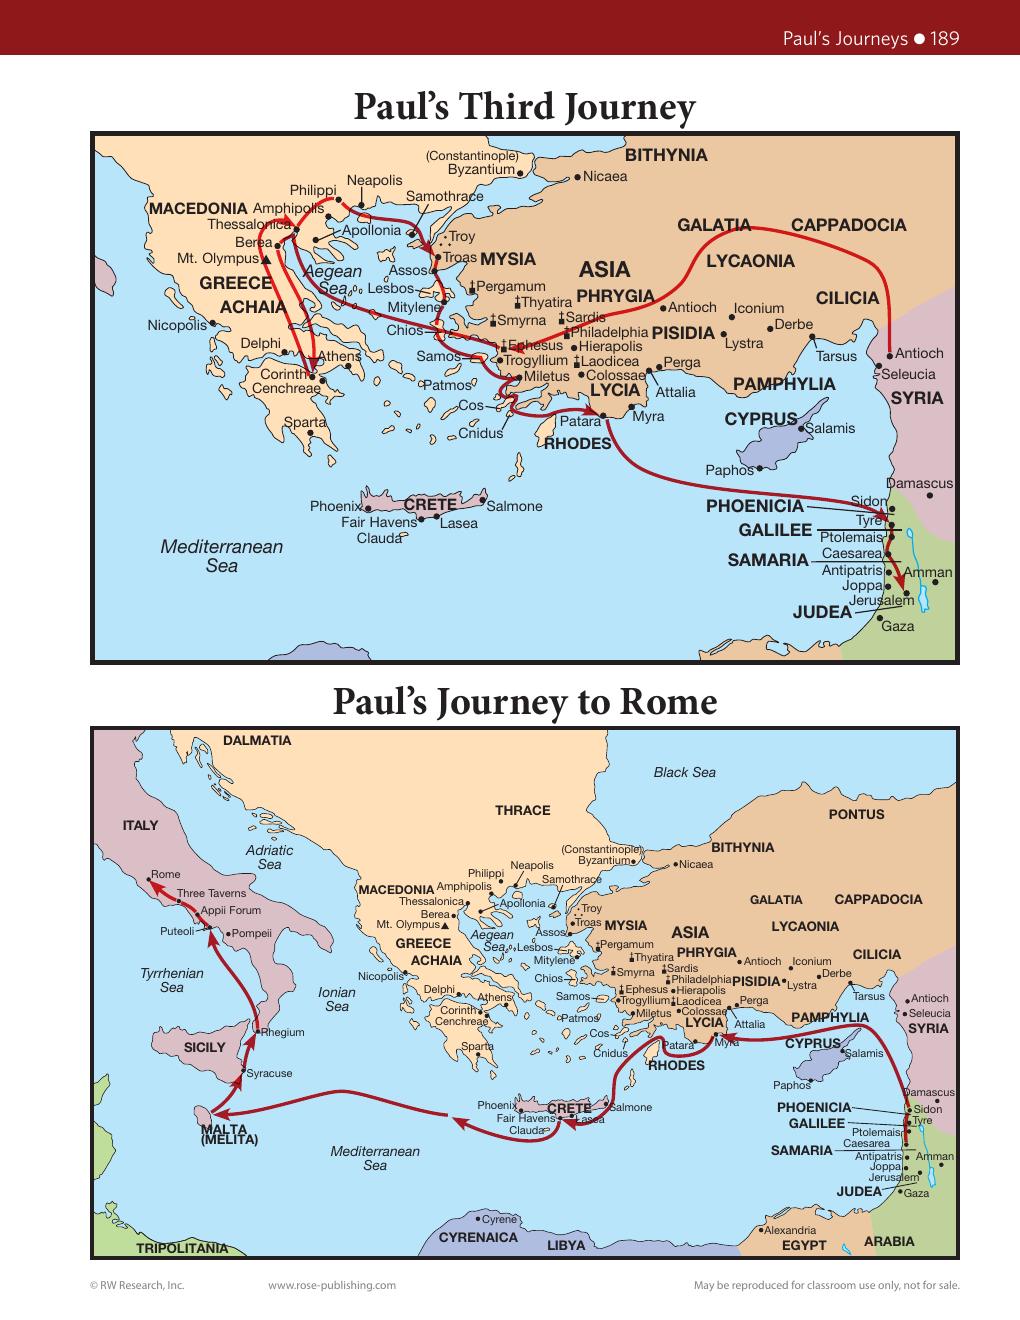 Paul's Journeys ● 189
Paul's Third Journey
(Constantinople)
Byzantium
BITHYNIA
Nicaea
Philippi
Neapolis
Samothrace
MACEDONIA
Amphipolis
Thessalonica
Apollonia
Berea
Mt. Olympus
GREECE
ACHAIA
Aegean
Sea
Troy
Troas
MYSIA
GALATIA
CAPPADOCIA
LYCAONIA
ASIA
PHRYGIA
CILICIA
Assos
Lesbos
Mitylene
Pergamum
Thyatira
Smyrna
Sardis
Antioch
Iconium
Derbe
Philadelphia
PISIDIA
Lystra
Nicopolis
Chios
Ephesus
Hierapolis
Delphi
Athens
Samos
Trogyllium
Laodicea
Perga
Tarsus
Antioch
Seleucia
Corinth
Cenchreae
Patmos
Miletus
Colossae
LYCIA
Attalia
PAMPHYLIA
SYRIA
Cos
Cnidus
Patara
Myra
Sparta
RHODES
CYPRUS
Salamis
Paphos
Damascus
Phoenix
CRETE
Salmone
Fair Havens
Lasea
Clauda
Mediterranean
Sea
PHOENICIA
Sidon
Tyre
GALILEE
Ptolemais
SAMARIA
Caesarea
Antipatris
Amman
Joppa
Jerusalem
JUDEA
Gaza
Paul's Journey to Rome
DALMATIA
Black Sea
THRACE
PONTUS
ITALY
Adriatic
Sea
(Constantinople)
Byzantium
BITHYNIA
Nicaea
Rome
Three Taverns
Appii Forum
Puteoli
Pompeii
Philippi
Neapolis
Samothrace
MACEDONIA
Amphipolis
Thessalonica
Apollonia
Berea
Mt. Olympus
GREECE
ACHAIA
Aegean
Sea
Troy
Troas
MYSIA
GALATIA
CAPPADOCIA
LYCAONIA
ASIA
PHRYGIA
CILICIA
Assos
Lesbos
Mitylene
Pergamum
Thyatira
Smyrna
Sardis
Antioch
Iconium
Derbe
Philadelphia
PISIDIA
Lystra
Tyrrhenian
Sea
Ionian
Sea
Nicopolis
Chios
Ephesus
Hierapolis
Delphi
Athens
Samos
Trogyllium
Laodicea
Perga
Tarsus
Antioch
Seleucia
SYRIA
Corinth
Cenchreae
Patmos
Miletus
Colossae
LYCIA
Attalia
PAMPHYLIA
Cos
Cnidus
Patara
Myra
Sparta
RHODES
CYPRUS
Salamis
Paphos
Rhegium
SICILY
Syracuse
MALTA
(MELITA)
Damascus
Phoenix
CRETE
Salmone
Fair Havens
Lasea
Clauda
Mediterranean
Sea
PHOENICIA
Sidon
Tyre
GALILEE
Ptolemais
Caesarea
SAMARIA
Antipatris
Amman
Joppa
Jerusalem
JUDEA
Gaza
Cyrene
CYRENAICA
LIBYA
TRIPOLITANIA
Alexandria
EGYPT
ARABIA
© RW Research, Inc.
www.rose-publishing.com
May be reproduced for classroom use only, not for sale.